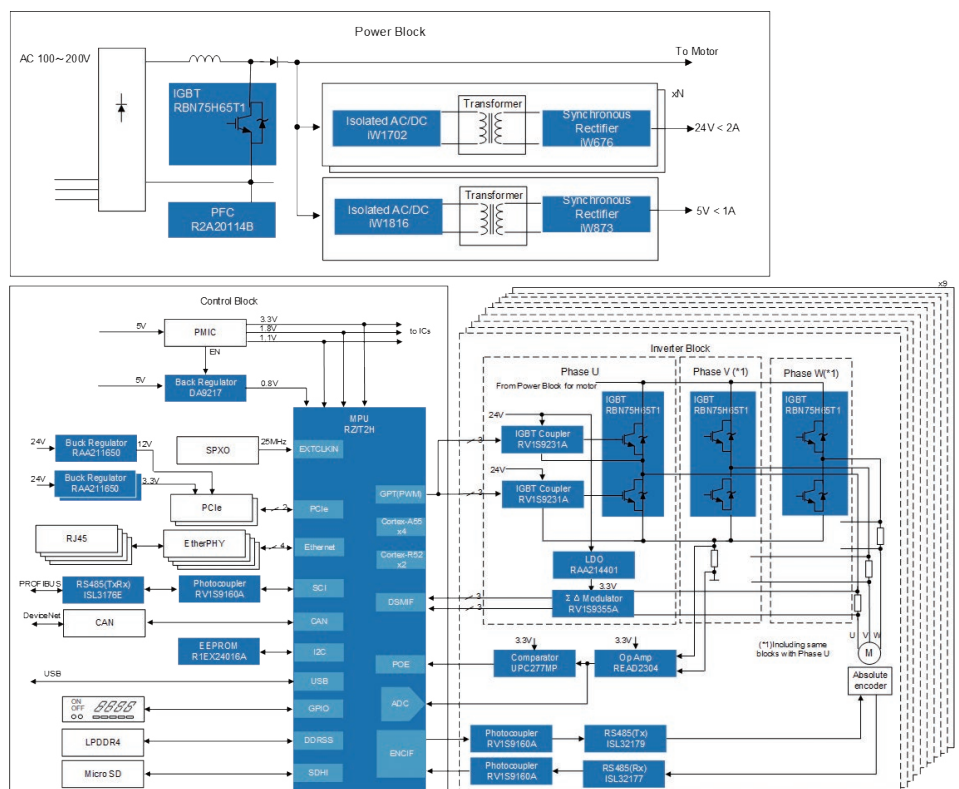 Power Block
AC 100～200V
To Motor
IGBT
RBN75H65T1
xN
Isolated AC/DC
iW1702
Transformer
Synchronous
Rectifier
iW676
24V < 2A
PFC
R2A20114B
Isolated AC/DC
iW1816
Transformer
Synchronous
Rectifier
iW873
5V < 1A
Control Block
5V
PMIC
3.3V
1.8V
1.1V
to ICs
EN
5V
Back Regulator
DA9217
0.8V
MPU
RZ/T2H
24V
Buck Regulator
RAA211650
12V
SPXO
25MHz
EXTCLKIN
24V
Buck Regulator
RAA211650
3.3V
PCIe
2
PCIe
GPT(PWM)
Cortex-A55
x4
RJ45
EtherPHY
4
Ethernet
Cortex-R52
x2
PROFIBUS
RS485(TxRx)
ISL3176E
Photocoupler
RV1S9160A
SCI
DSMIF
DeviceNet
CAN
CAN
EEPROM
R1EX24016A
I2C
POE
USB
USB
ON
OFF
8888
GPIO
ADC
LPDDR4
DDRSS
Micro SD
SDHI
ENCIF
x9
Inverter Block
Phase U
Phase V (*1)
Phase W(*1)
From Power Block for motor
24V
3
IGBT Coupler
RV1S9231A
IGBT
RBN75H65T1
IGBT
RBN75H65T1
IGBT
RBN75H65T1
24V
3
IGBT Coupler
RV1S9231A
LDO
RAA214401
3.3V
3
3
Σ Δ Modulator
RV1S9355A
3.3V
Comparator
UPC277MP
3.3V
Op Amp
READ2304
(*1)Including same
blocks with Phase U
U
V
W
M
Absolute
encoder
Photocoupler
RV1S9160A
RS485(Tx)
ISL32179
Photocoupler
RV1S9160A
RS485(Rx)
ISL32177